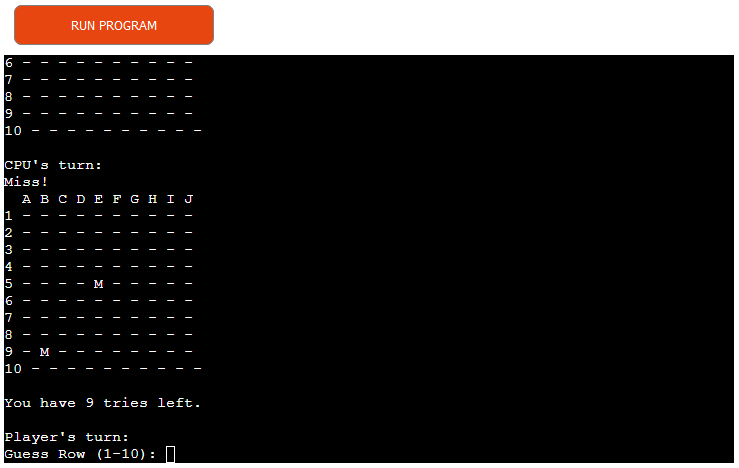 RUN PROGRAM
6 - - - - - - - - - -
7 - - - - - - - - - -
8 - - - - - - - - - -
9 - - - - - - - - - -
10 - - - - - - - - - -
CPU's turn:
Miss!
  A B C D E F G H I J
1 - - - - - - - - - -
2 - - - - - - - - - -
3 - - - - - - - - - -
4 - - - - - - - - - -
5 - - - - M - - - - -
6 - - - - - - - - - -
7 - - - - - - - - - -
8 - - - - - - - - - -
9 - M - - - - - - - -
10 - - - - - - - - - -
You have 9 tries left.
Player's turn:
Guess Row (1-10):